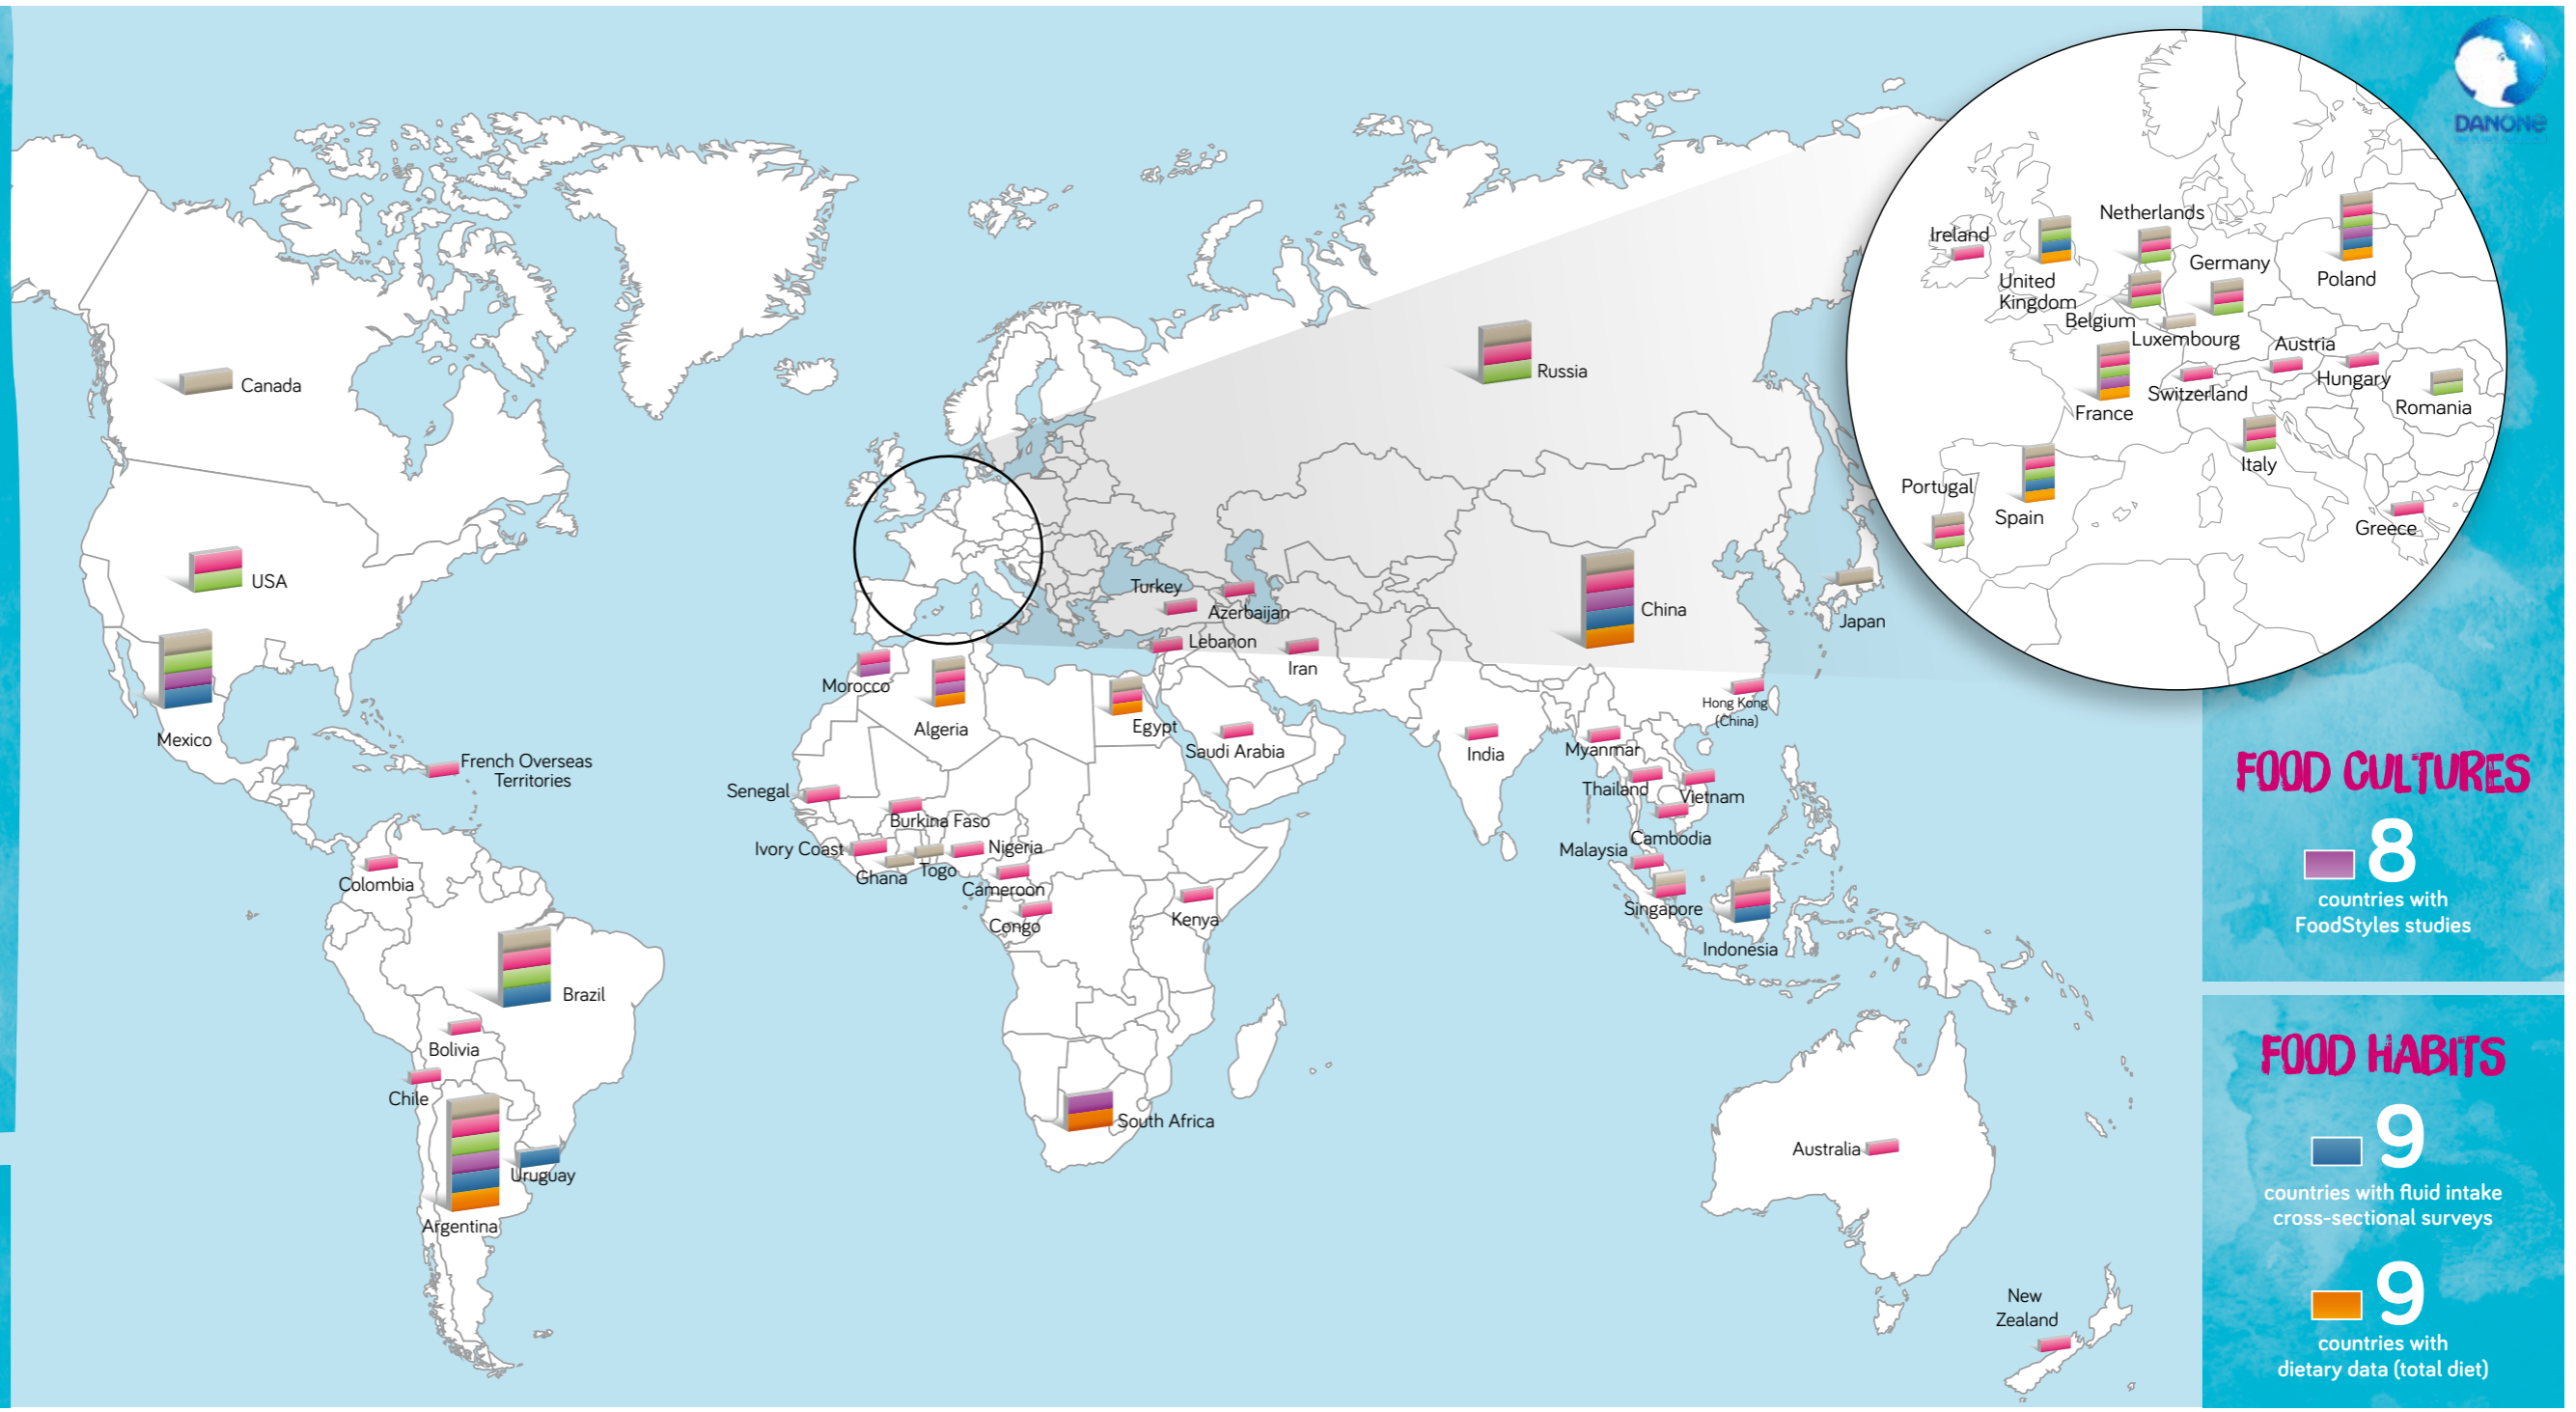 DANONE
Canada
USA
Mexico
French Overseas
Territories
Colombia
Brazil
Bolivia
Chile
Uruguay
Argentina
Russia
China
Japan
Turkey
Azerbaijan
Lebanon
Iran
Morocco
Algeria
Egypt
Saudi Arabia
India
Hong Kong
(China)
Myanmar
Thailand
Vietnam
Cambodia
Malaysia
Singapore
Indonesia
Senegal
Burkina Faso
Ivory Coast
Ghana
Togo
Nigeria
Cameroon
Congo
Kenya
South Africa
Australia
New
Zealand
Ireland
United
Kingdom
Netherlands
Germany
Poland
Belgium
Luxembourg
Austria
Hungary
Switzerland
France
Romania
Italy
Portugal
Spain
Greece
FOOD CULTURES
8
countries with
FoodStyles studies
FOOD HABITS
9
countries with fluid intake
cross-sectional surveys
9
countries with
dietary data (total diet)